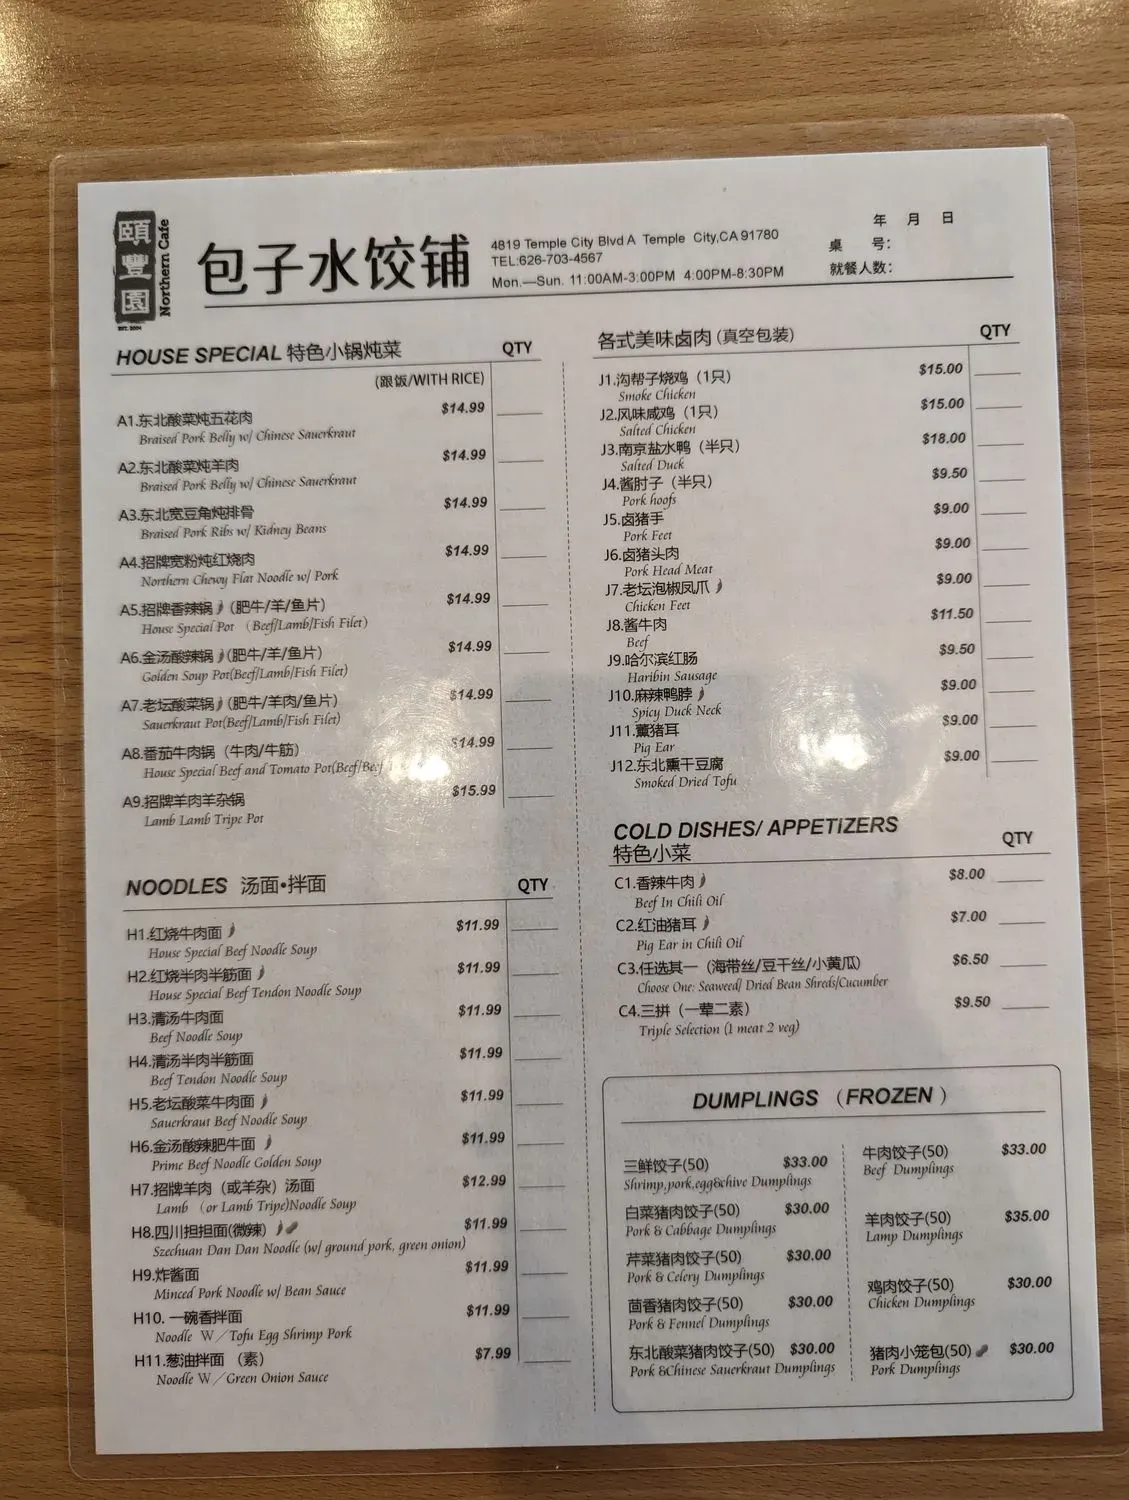 頤豐園
Northern Cafe
EST. 2004
包子水饺铺
4819 Temple City Blvd A Temple City,CA 91780
TEL:626-703-4567
Mon.—Sun. 11:00AM-3:00PM 4:00PM-8:30PM
年 月 日
桌 号:
就餐人数:
HOUSE SPECIAL 特色小锅炖菜 QTY
(跟饭/WITH RICE)
A1.东北酸菜炖五花肉 $14.99
Braised Pork Belly w/ Chinese Sauerkraut
A2.东北酸菜炖羊肉 $14.99
Braised Pork Belly w/ Chinese Sauerkraut
A3.东北宽豆角炖排骨 $14.99
Braised Pork Ribs w/ Kidney Beans
A4.招牌宽粉炖红烧肉 $14.99
Northern Chewy Flat Noodle w/ Pork
A5.招牌香辣锅 (肥牛/羊/鱼片) $14.99
House Special Pot （Beef/Lamb/Fish Filet)
A6.金汤酸辣锅 (肥牛/羊/鱼片) $14.99
Golden Soup Pot(Beef/Lamb/Fish Filet)
A7.老坛酸菜锅 (肥牛/羊肉/鱼片) $14.99
Sauerkraut Pot(Beef/Lamb/Fish Filet)
A8.番茄牛肉锅（牛肉/牛筋） $14.99
House Special Beef and Tomato Pot(Beef/Beef
A9.招牌羊肉羊杂锅 $15.99
Lamb Lamb Tripe Pot
NOODLES 汤面•拌面 QTY
H1.红烧牛肉面 $11.99
House Special Beef Noodle Soup
H2.红烧半肉半筋面 $11.99
House Special Beef Tendon Noodle Soup
H3.清汤牛肉面 $11.99
Beef Noodle Soup
H4.清汤半肉半筋面 $11.99
Beef Tendon Noodle Soup
H5.老坛酸菜牛肉面 $11.99
Sauerkraut Beef Noodle Soup
H6.金汤酸辣肥牛面 $11.99
Prime Beef Noodle Golden Soup
H7.招牌羊肉（或羊杂）汤面 $12.99
Lamb （or Lamb Tripe)Noodle Soup
H8.四川担担面(微辣） $11.99
Szechuan Dan Dan Noodle (w/ ground pork, green onion)
H9.炸酱面 $11.99
Minced Pork Noodle w/ Bean Sauce
H10. 一碗香拌面 $11.99
Noodle W／Tofu Egg Shrimp Pork
H11.葱油拌面 （素） $7.99
Noodle W／Green Onion Sauce
各式美味卤肉 (真空包装) QTY
J1.沟帮子烧鸡（1只） $15.00
Smoke Chicken
J2.风味咸鸡（1只） $15.00
Salted Chicken
J3.南京盐水鸭（半只） $18.00
Salted Duck
J4.酱肘子（半只） $9.50
Pork hoofs
J5.卤猪手 $9.00
Pork Feet
J6.卤猪头肉 $9.00
Pork Head Meat
J7.老坛泡椒凤爪 $9.00
Chicken Feet
J8.酱牛肉 $11.50
Beef
J9.哈尔滨红肠 $9.50
Haribin Sausage
J10.麻辣鸭脖 $9.00
Spicy Duck Neck
J11.薰猪耳 $9.00
Pig Ear
J12.东北熏干豆腐 $9.00
Smoked Dried Tofu
COLD DISHES/ APPETIZERS
特色小菜 QTY
C1.香辣牛肉 $8.00
Beef In Chili Oil
C2.红油猪耳 $7.00
Pig Ear in Chili Oil
C3.任选其一（海带丝/豆干丝/小黄瓜） $6.50
Choose One: Seaweed/ Dried Bean Shreds/Cucumber
C4.三拼（一荤二素） $9.50
Triple Selection (1 meat 2 veg)
DUMPLINGS （FROZEN ）
三鲜饺子(50) $33.00
Shrimp,pork,egg&chive Dumplings
白菜猪肉饺子(50) $30.00
Pork & Cabbage Dumplings
芹菜猪肉饺子(50) $30.00
Pork & Celery Dumplings
茴香猪肉饺子(50) $30.00
Pork & Fennel Dumplings
东北酸菜猪肉饺子(50) $30.00
Pork &Chinese Sauerkraut Dumplings
牛肉饺子(50) $33.00
Beef Dumplings
羊肉饺子(50) $35.00
Lamp Dumplings
鸡肉饺子(50) $30.00
Chicken Dumplings
猪肉小笼包(50) $30.00
Pork Dumplings